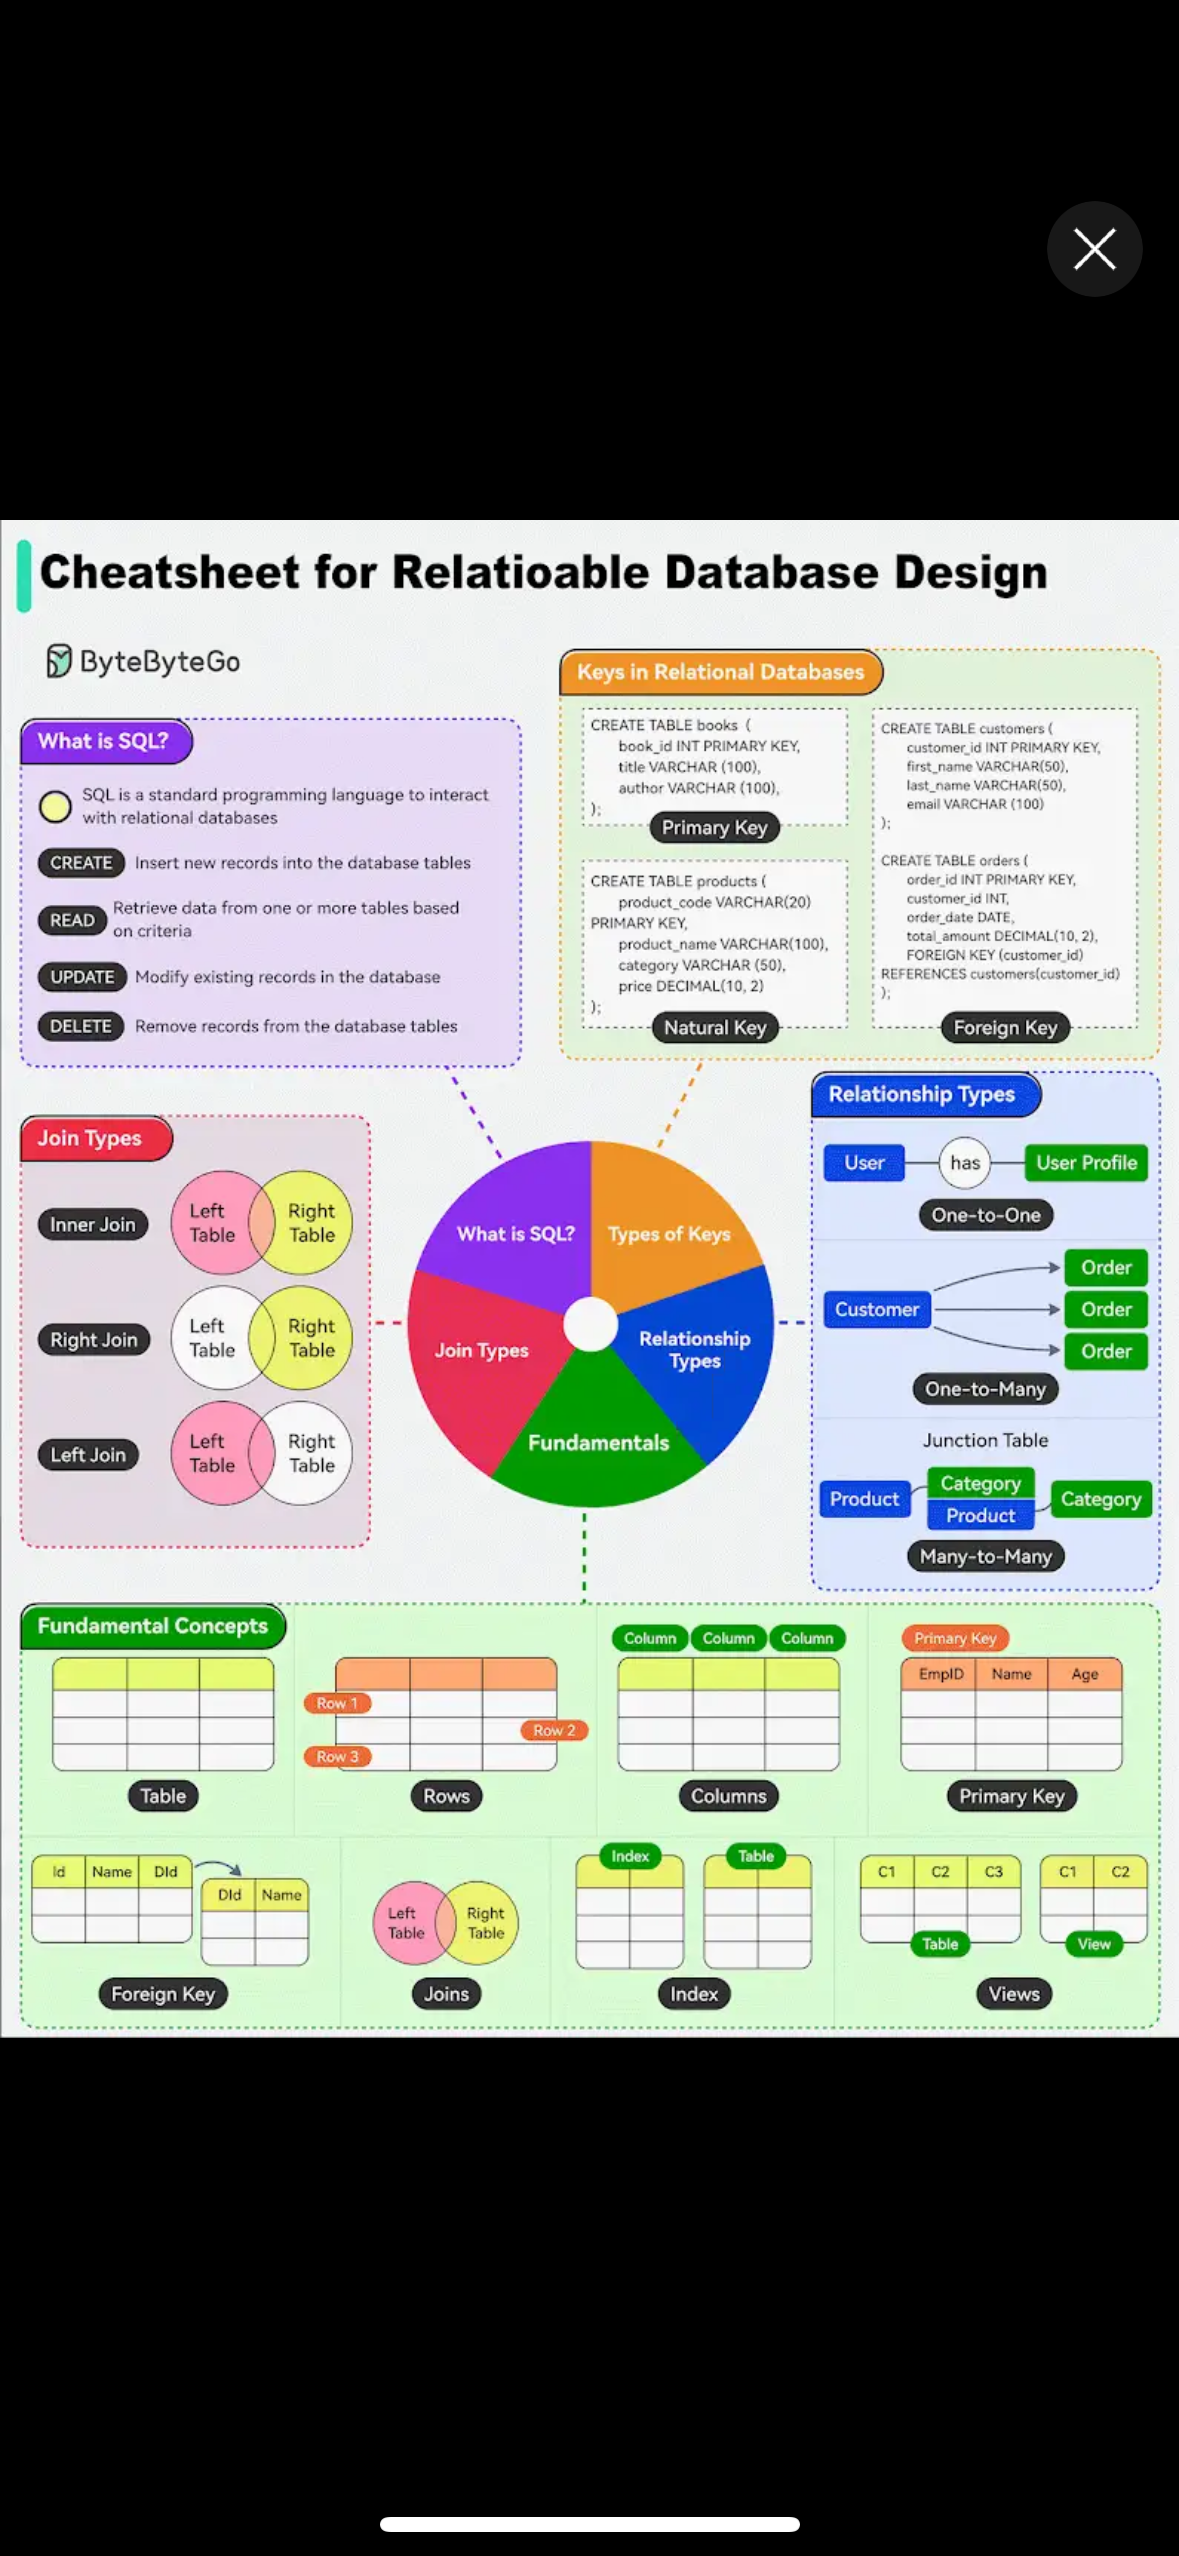 Cheatsheet for Relatioable Database Design
ByteByteGo
What is SQL?
SQL is a standard programming language to interact
with relational databases
CREATE Insert new records into the database tables
READ Retrieve data from one or more tables based
on criteria
UPDATE Modify existing records in the database
DELETE Remove records from the database tables
Keys in Relational Databases
CREATE TABLE books (
book_id INT PRIMARY KEY,
title VARCHAR (100),
author VARCHAR (100),
);
Primary Key
CREATE TABLE products (
product_code VARCHAR(20)
PRIMARY KEY,
product_name VARCHAR(100),
category VARCHAR (50),
price DECIMAL(10, 2)
);
Natural Key
CREATE TABLE customers (
customer_id INT PRIMARY KEY,
first_name VARCHAR(50),
last_name VARCHAR(50),
email VARCHAR (100)
);
CREATE TABLE orders (
order_id INT PRIMARY KEY,
customer_id INT,
order_date DATE,
total_amount DECIMAL(10, 2),
FOREIGN KEY (customer_id)
REFERENCES customers(customer_id)
);
Foreign Key
Join Types
Inner Join
Left
Table
Right
Table
Right Join
Left
Table
Right
Table
Left Join
Left
Table
Right
Table
What is SQL?
Types of Keys
Join Types
Relationship
Types
Fundamentals
Relationship Types
User has User Profile
One-to-One
Customer
Order
Order
Order
One-to-Many
Junction Table
Product
Category
Product
Category
Many-to-Many
Fundamental Concepts
Table
Row 1
Row 2
Row 3
Rows
Column Column Column
Columns
Primary Key
EmpID Name Age
Primary Key
Id Name DId
DId Name
Foreign Key
Left
Table
Right
Table
Joins
Index Table
Index
C1 C2 C3
Table
C1 C2
View
Views